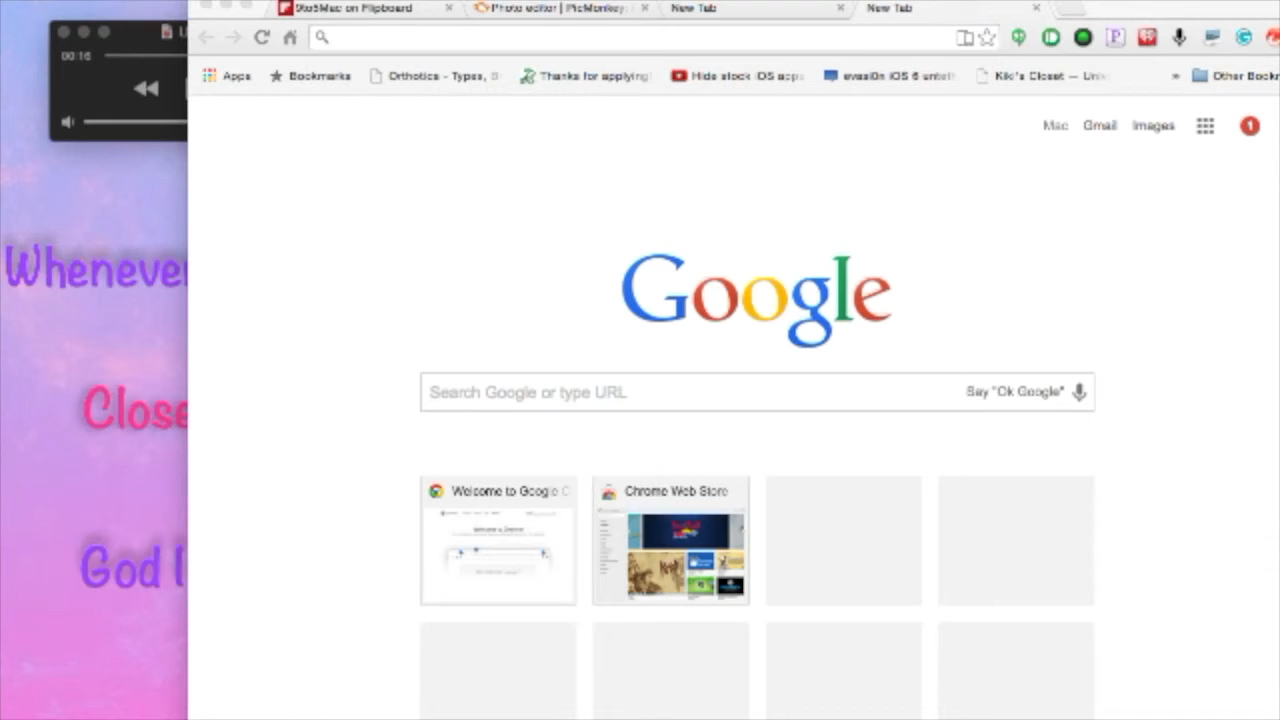 9to5Mac on Flipboard
Photo editor | PicMonkey:
New Tab
New Tab
00:16
Apps
Bookmarks
Orthotics - Types,
Thanks for applying!
Hide stock iOS apps
evasi0n iOS 6 unteth
Kiki's Closet — Univ
»
Other Bookm
Mac Gmail Images 1
Whenever
Google
Search Google or type URL
Say "Ok Google"
Close
Welcome to Google C
Chrome Web Store
God